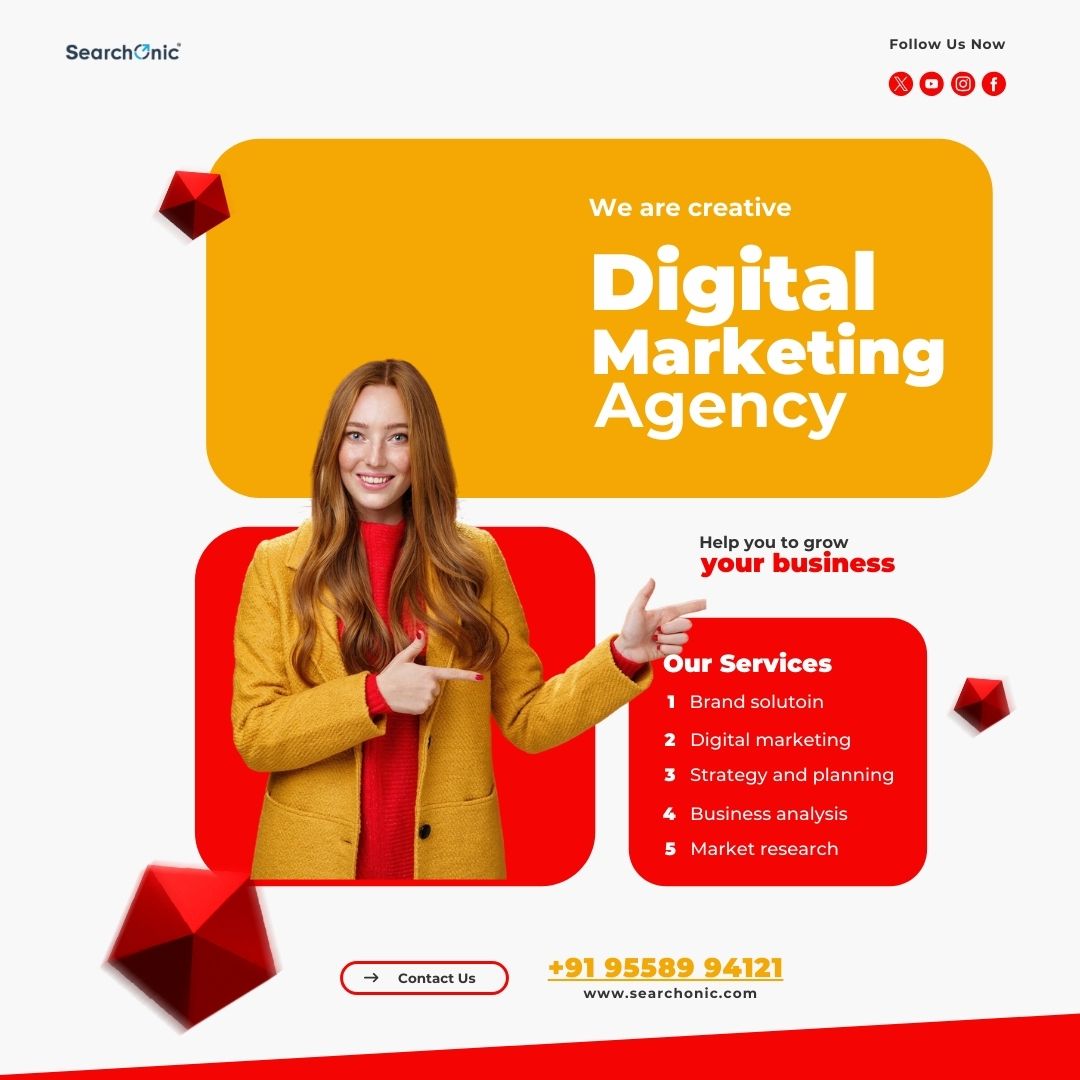 SearchOnic
Follow Us Now
We are creative
Digital
Marketing
Agency
Help you to grow
your business
Our Services
1 Brand solutoin
2 Digital marketing
3 Strategy and planning
4 Business analysis
5 Market research
→ Contact Us
+91 95589 94121
www.searchonic.com